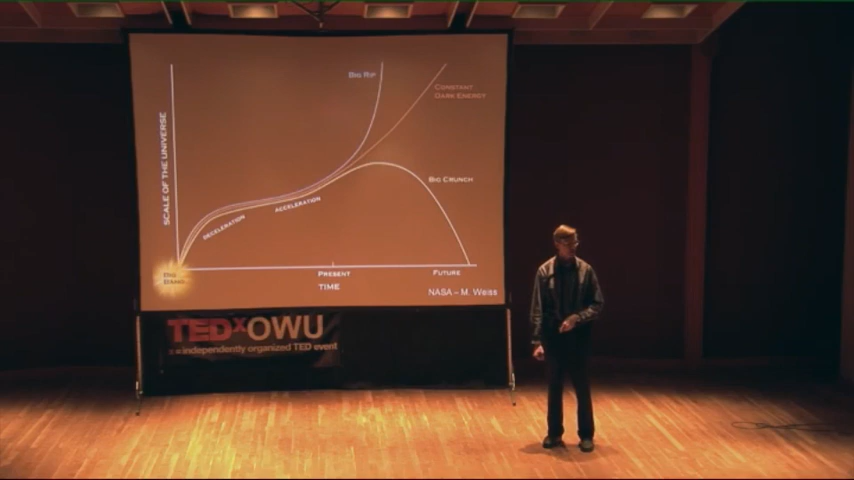 BIG RIP
CONSTANT
DARK ENERGY
SCALE OF THE UNIVERSE
BIG CRUNCH
DECELERATION
ACCELERATION
BIG
BANG
PRESENT
FUTURE
TIME
NASA – M. Weiss
TEDxOWU
x = independently organized TED event